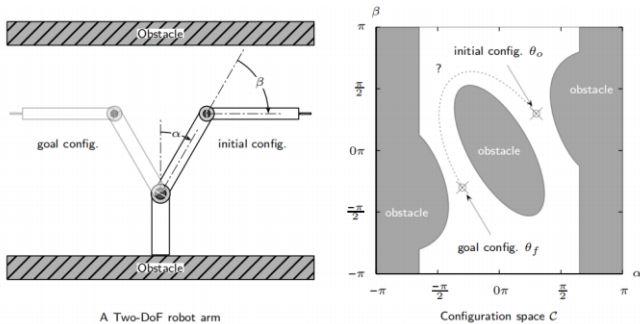 Obstacle
β
α
goal config.
initial config.
Obstacle
A Two-DoF robot arm
β
π
π/2
0π
−π/2
−π
initial config. θo
?
obstacle
obstacle
obstacle
goal config. θf
α
−π
−π/2
0π
π/2
π
Configuration space C